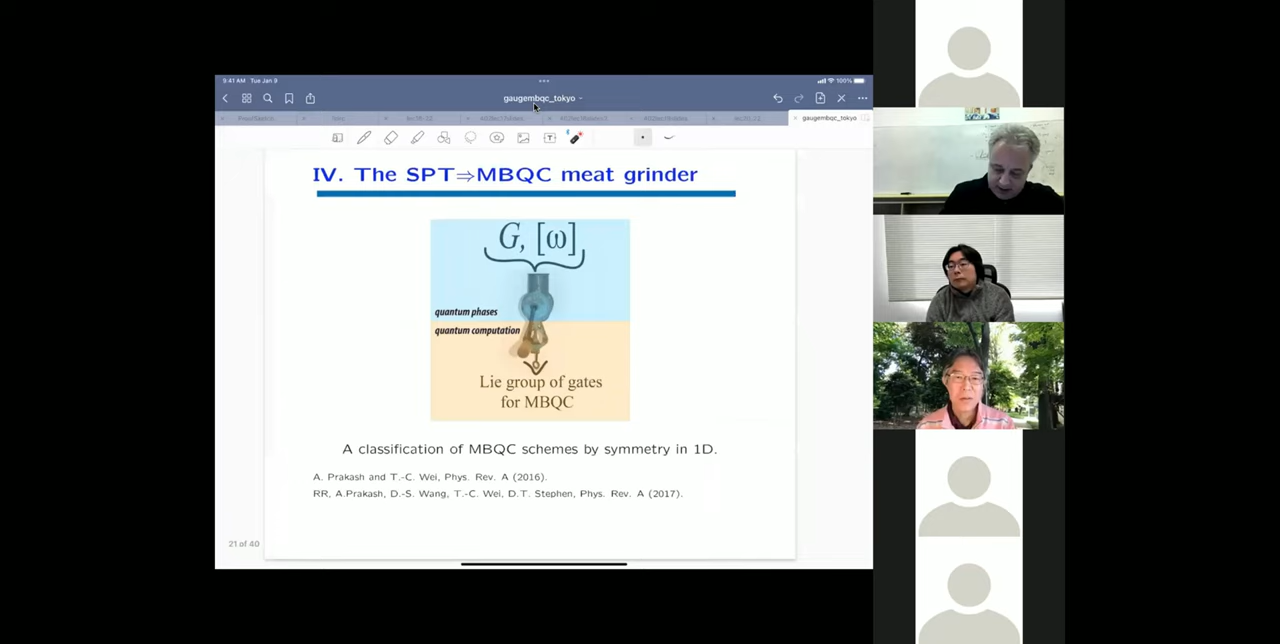 9:41 AM Tue Jan 9
100%
gaugembqc_tokyo
gaugembqc_tokyo
IV. The SPT⇒MBQC meat grinder
G, [ω]
quantum phases
quantum computation
Lie group of gates
for MBQC
A classification of MBQC schemes by symmetry in 1D.
A. Prakash and T.-C. Wei, Phys. Rev. A (2016).
RR, A.Prakash, D.-S. Wang, T.-C. Wei, D.T. Stephen, Phys. Rev. A (2017).
21 of 40